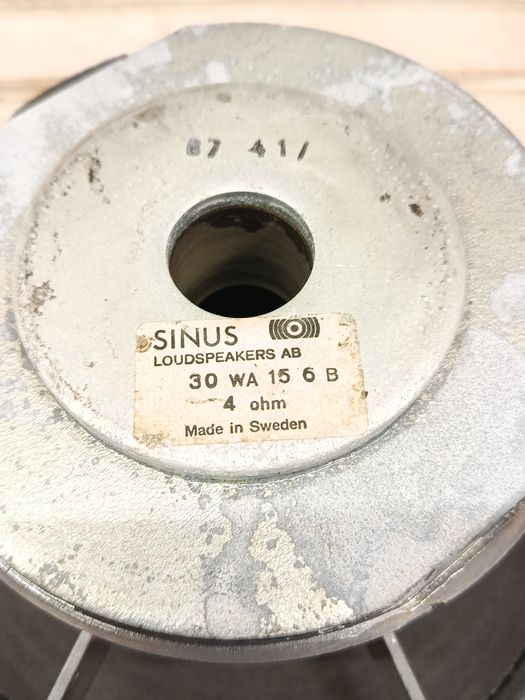 87 41/
SINUS
LOUDSPEAKERS AB
30 WA 15 6 B
4 ohm
Made in Sweden